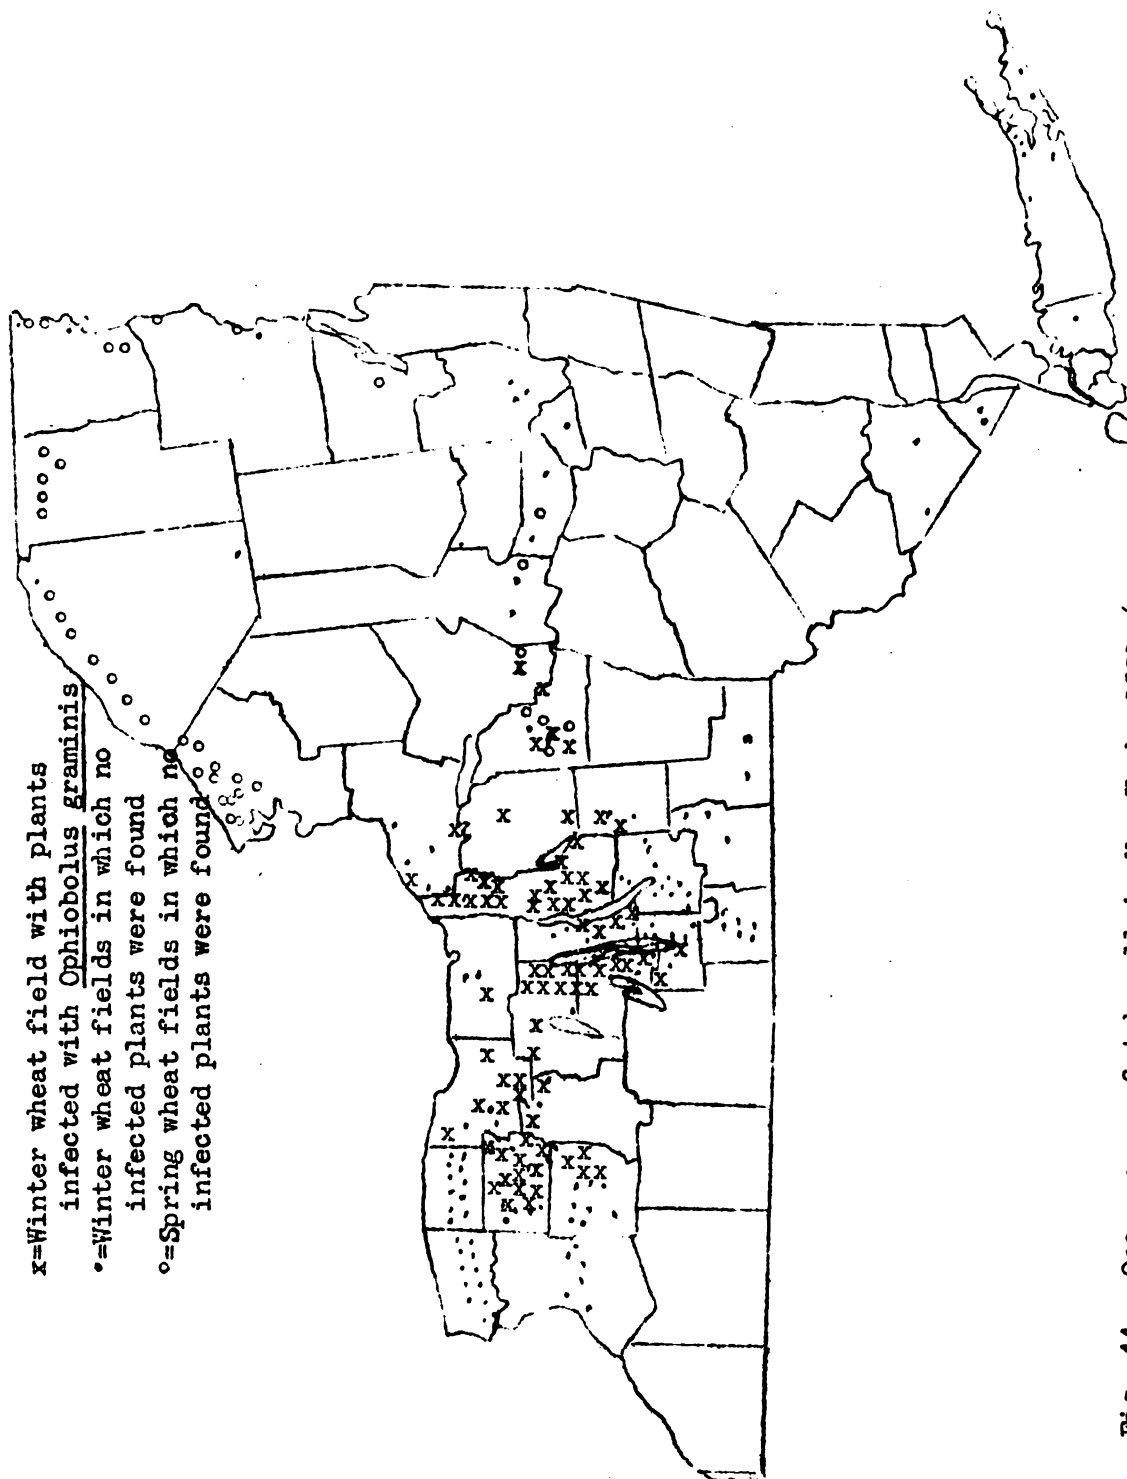 x=Winter wheat field with plants
infected with Ophiobolus graminis
•=Winter wheat fields in which no
infected plants were found
o=Spring wheat fields in which no
infected plants were found